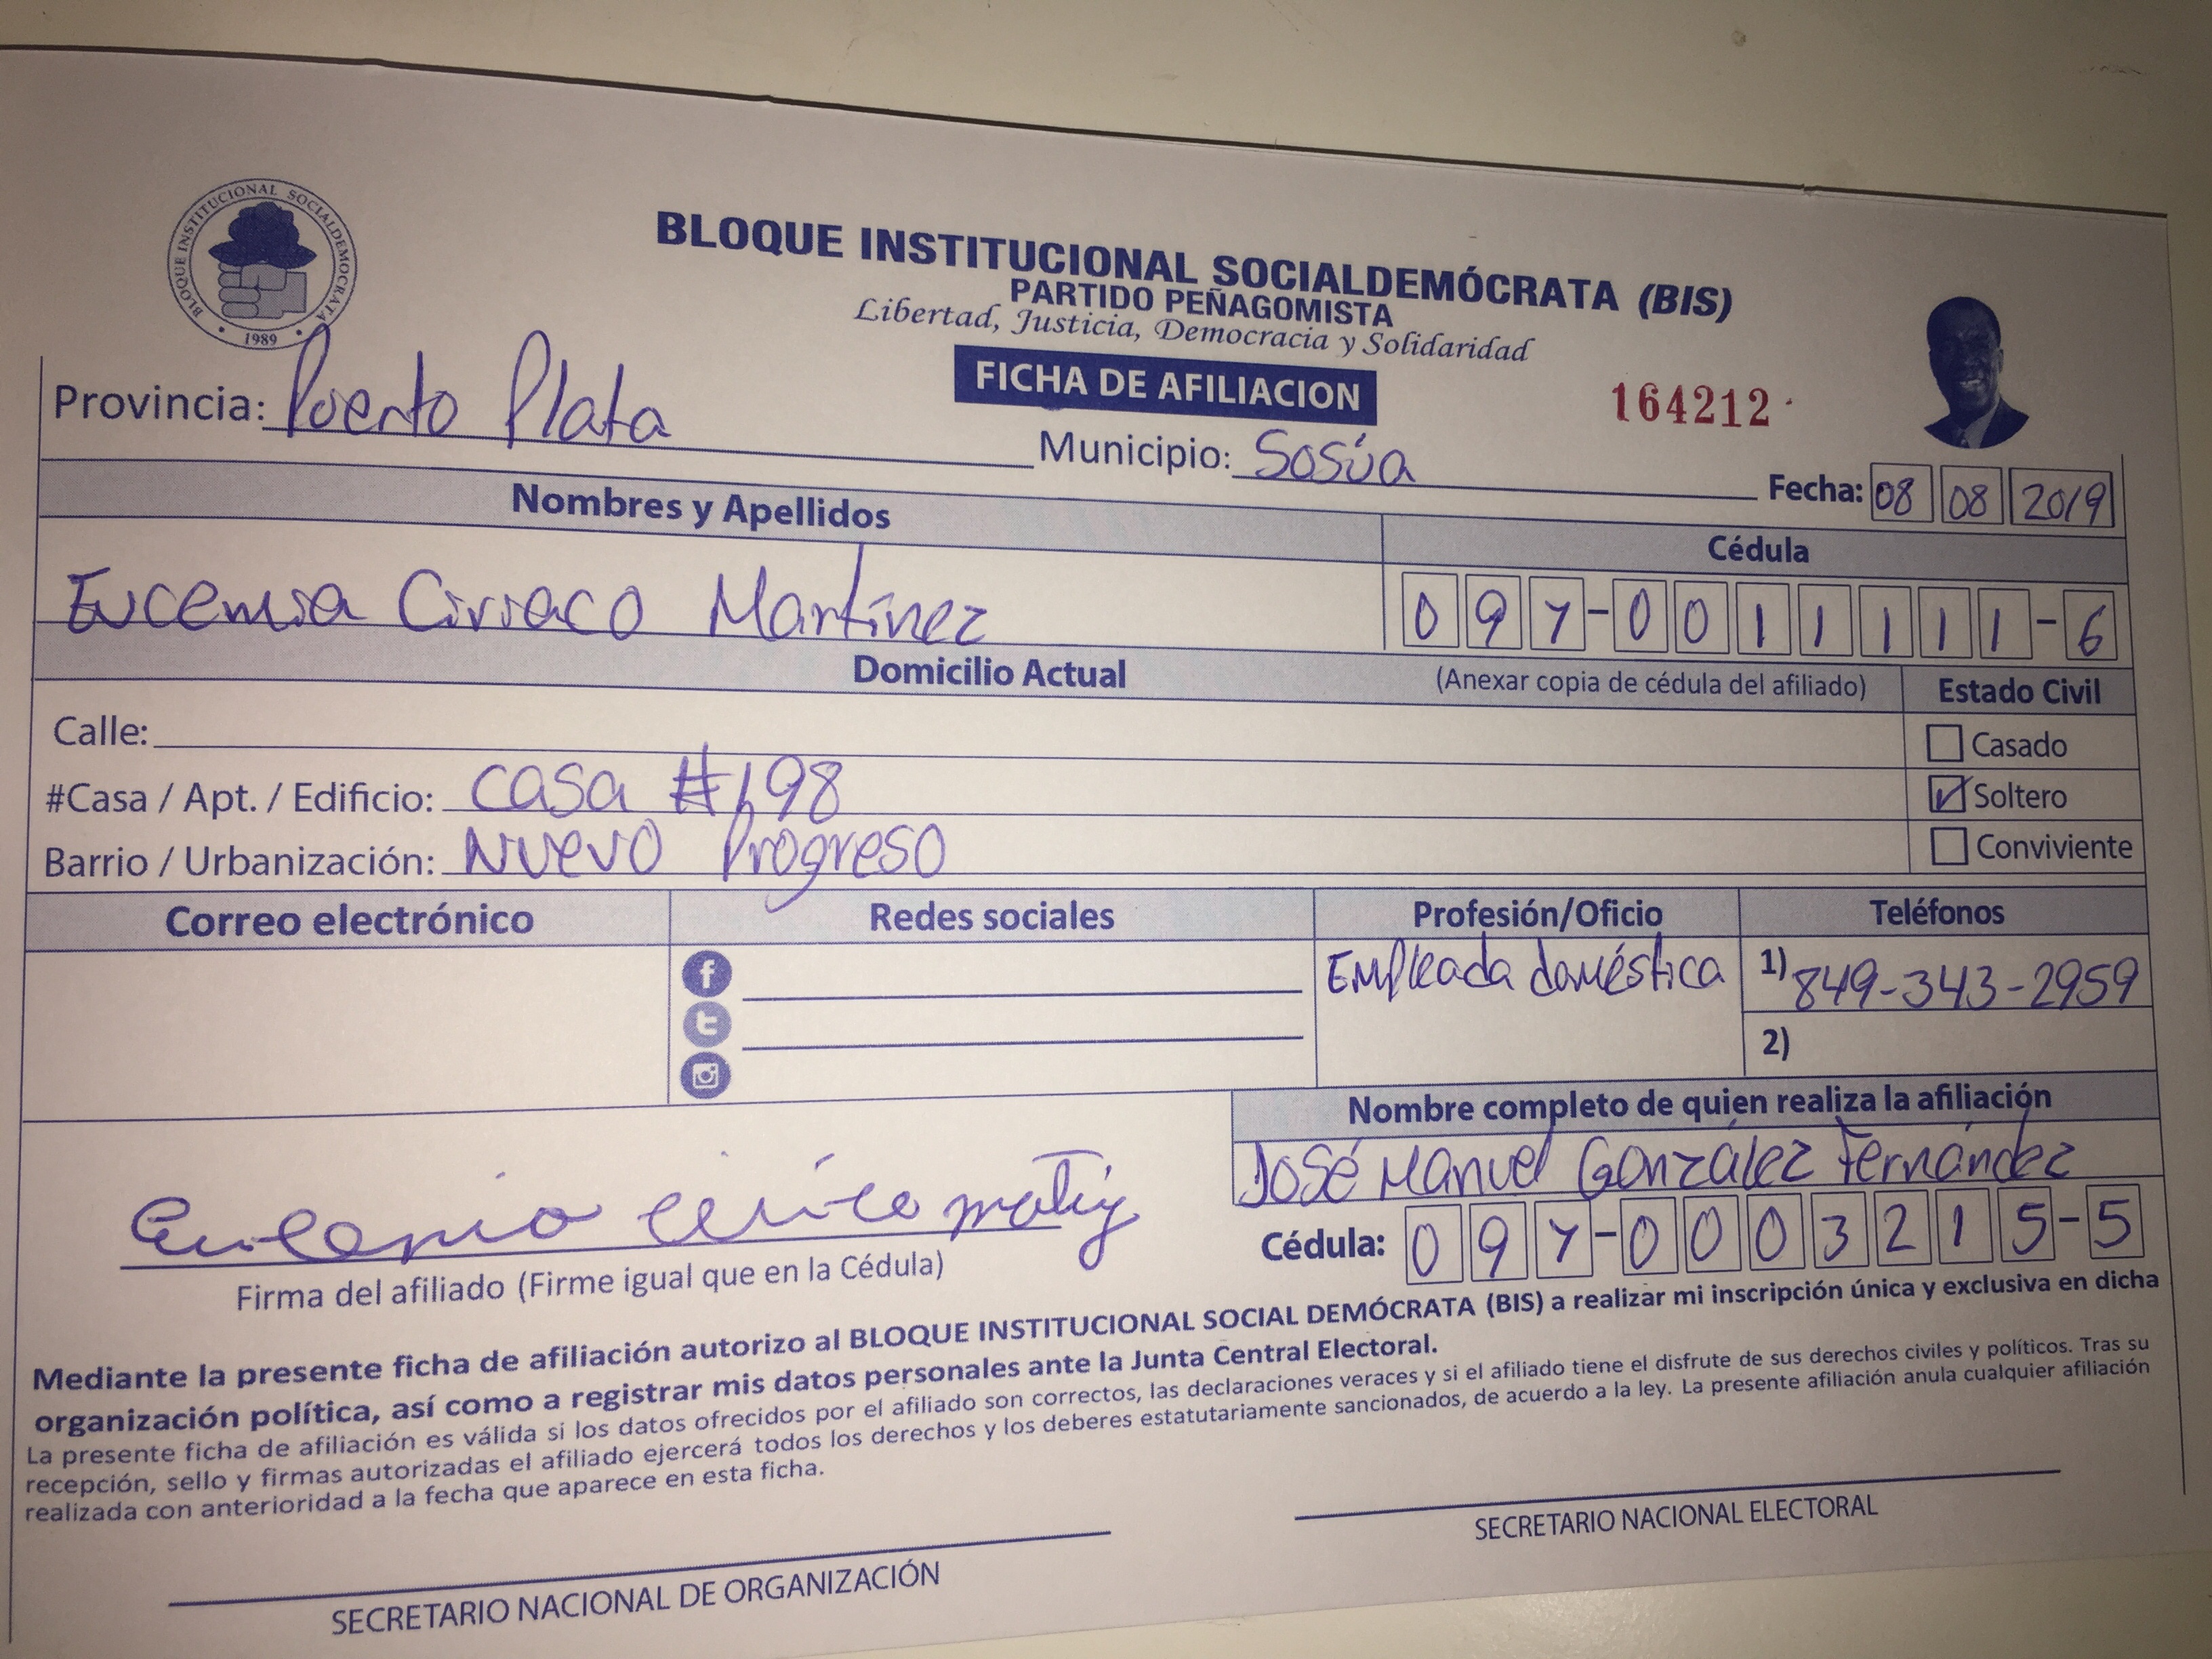 BLOQUE INSTITUCIONAL SOCIALDEMOCRATA
1989
BLOQUE INSTITUCIONAL SOCIALDEMÓCRATA (BIS)
PARTIDO PEÑAGOMISTA
Libertad, Justicia, Democracia y Solidaridad
FICHA DE AFILIACION
164212
Provincia: Puerto Plata
Municipio: Sosúa
Fecha: 08 08 2019
Nombres y Apellidos
Cédula
Eucemia Ciriaco Martínez
097-0011111-6
Domicilio Actual
(Anexar copia de cédula del afiliado)
Estado Civil
Calle:
Casado
#Casa / Apt. / Edificio: casa #198
Soltero
Barrio / Urbanización: Nuevo Progreso
Conviviente
Correo electrónico
Redes sociales
Profesión/Oficio
Teléfonos
Empleada doméstica
1) 849-343-2959
2)
Nombre completo de quien realiza la afiliación
José Manuel González Fernández
Cédula: 097-0003215-5
Firma del afiliado (Firme igual que en la Cédula)
Mediante la presente ficha de afiliación autorizo al BLOQUE INSTITUCIONAL SOCIAL DEMÓCRATA (BIS) a realizar mi inscripción única y exclusiva en dicha
organización política, así como a registrar mis datos personales ante la Junta Central Electoral.
La presente ficha de afiliación es válida si los datos ofrecidos por el afiliado son correctos, las declaraciones veraces y si el afiliado tiene el disfrute de sus derechos civiles y políticos. Tras su
recepción, sello y firmas autorizadas el afiliado ejercerá todos los derechos y los deberes estatutariamente sancionados, de acuerdo a la ley. La presente afiliación anula cualquier afiliación
realizada con anterioridad a la fecha que aparece en esta ficha.
SECRETARIO NACIONAL DE ORGANIZACIÓN
SECRETARIO NACIONAL ELECTORAL